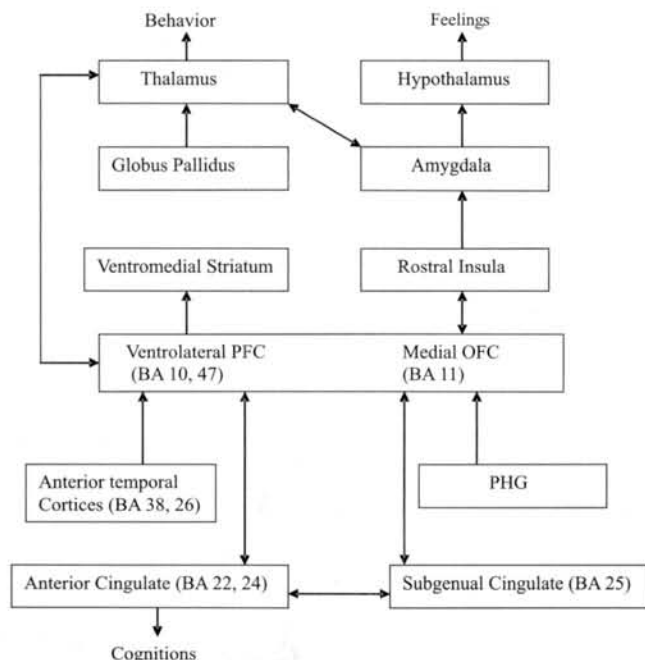 Behavior
Feelings
Thalamus
Hypothalamus
Globus Pallidus
Amygdala
Ventromedial Striatum
Rostral Insula
Ventrolateral PFC
(BA 10, 47)
Medial OFC
(BA 11)
Anterior temporal
Cortices (BA 38, 26)
PHG
Anterior Cingulate (BA 22, 24)
Subgenual Cingulate (BA 25)
Cognitions